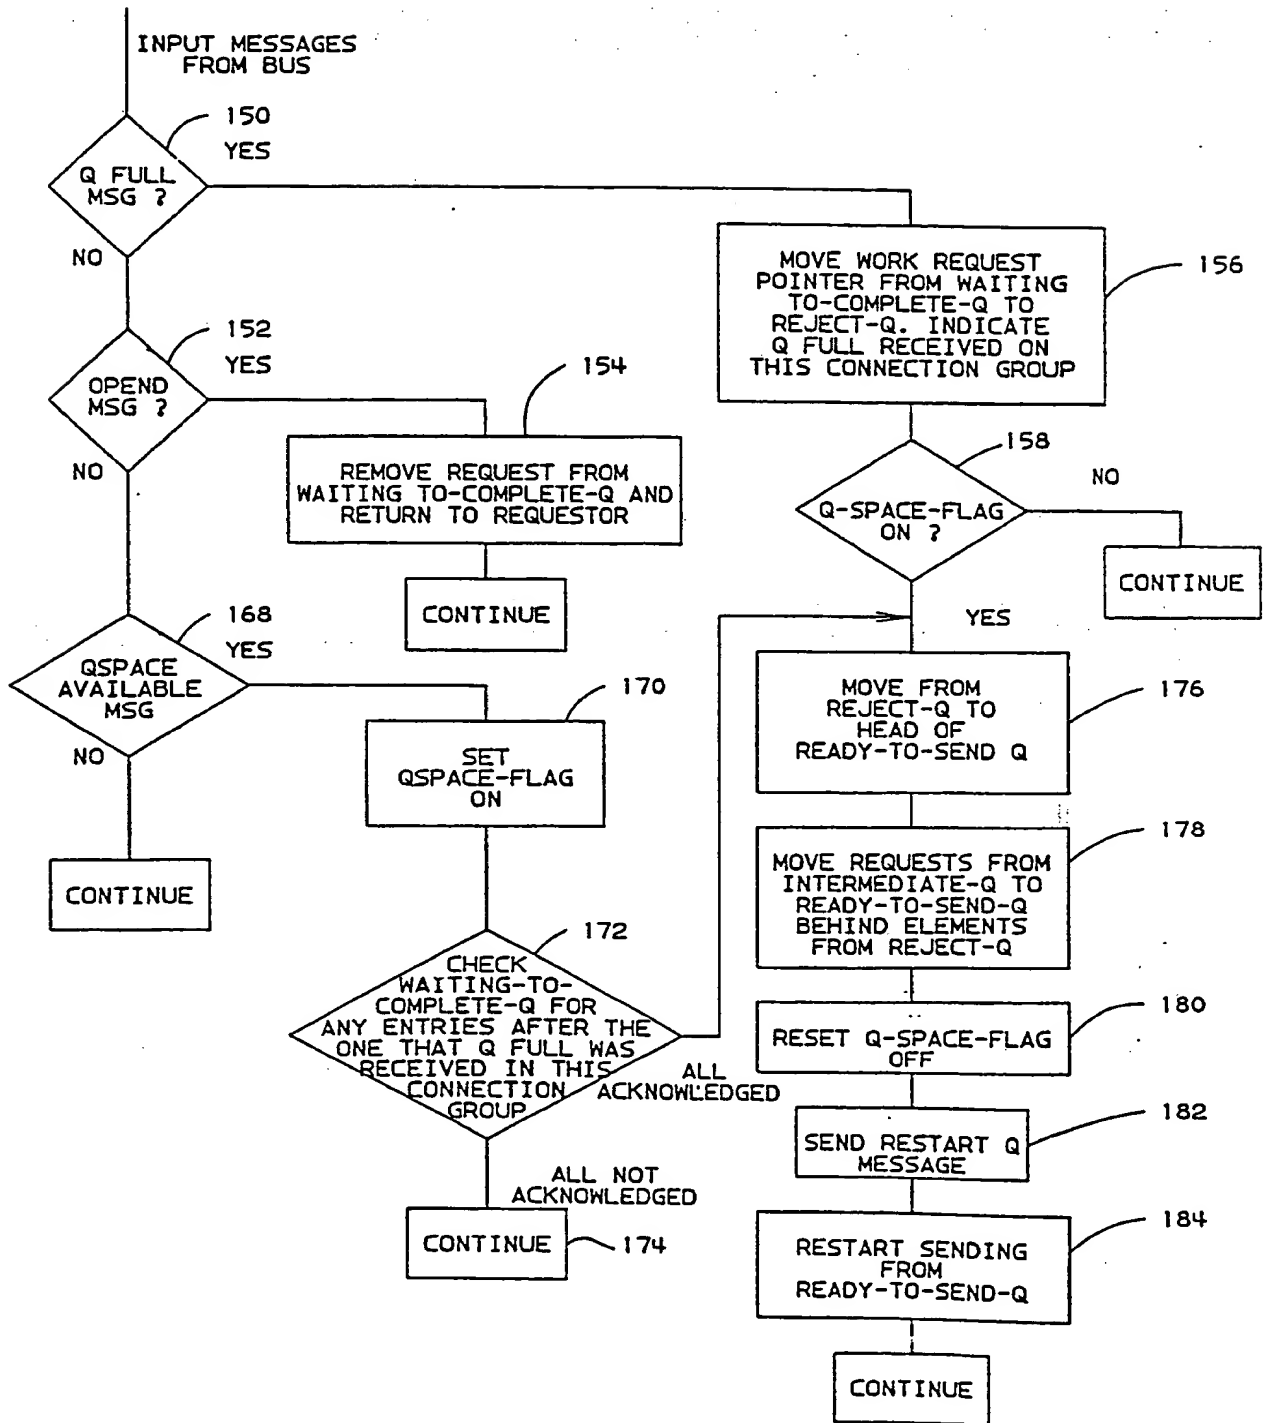 INPUT MESSAGES
FROM BUS
150
YES
Q FULL
MSG ?
NO
MOVE WORK REQUEST
POINTER FROM WAITING
TO-COMPLETE-Q TO
REJECT-Q. INDICATE
Q FULL RECEIVED ON
THIS CONNECTION GROUP
156
152
YES
OPEND
MSG ?
NO
154
REMOVE REQUEST FROM
WAITING TO-COMPLETE-Q AND
RETURN TO REQUESTOR
CONTINUE
158
NO
Q-SPACE-FLAG
ON ?
CONTINUE
YES
168
YES
QSPACE
AVAILABLE
MSG
NO
CONTINUE
170
SET
QSPACE-FLAG
ON
172
CHECK
WAITING-TO-
COMPLETE-Q FOR
ANY ENTRIES AFTER THE
ONE THAT Q FULL WAS
RECEIVED IN THIS
CONNECTION
GROUP
ALL
ACKNOWLEDGED
ALL NOT
ACKNOWLEDGED
CONTINUE
174
MOVE FROM
REJECT-Q TO
HEAD OF
READY-TO-SEND Q
176
MOVE REQUESTS FROM
INTERMEDIATE-Q TO
READY-TO-SEND-Q
BEHIND ELEMENTS
FROM REJECT-Q
178
RESET Q-SPACE-FLAG
OFF
180
SEND RESTART Q
MESSAGE
182
RESTART SENDING
FROM
READY-TO-SEND-Q
184
CONTINUE